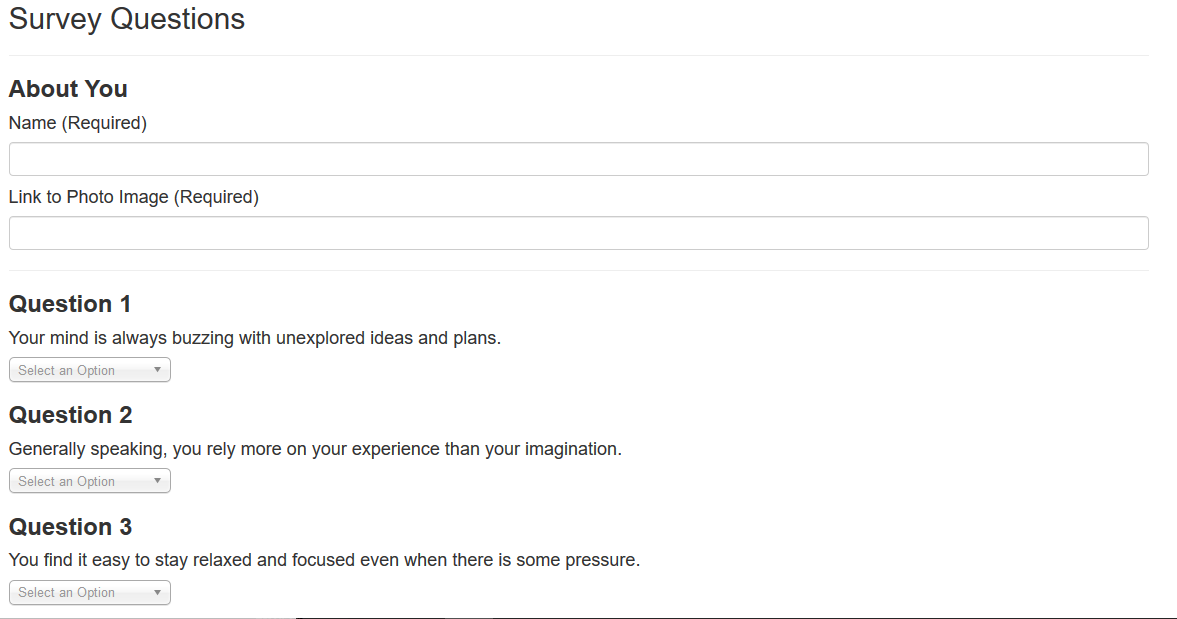 Survey Questions
About You
Name (Required)
Link to Photo Image (Required)
Question 1
Your mind is always buzzing with unexplored ideas and plans.
Select an Option
Question 2
Generally speaking, you rely more on your experience than your imagination.
Select an Option
Question 3
You find it easy to stay relaxed and focused even when there is some pressure.
Select an Option